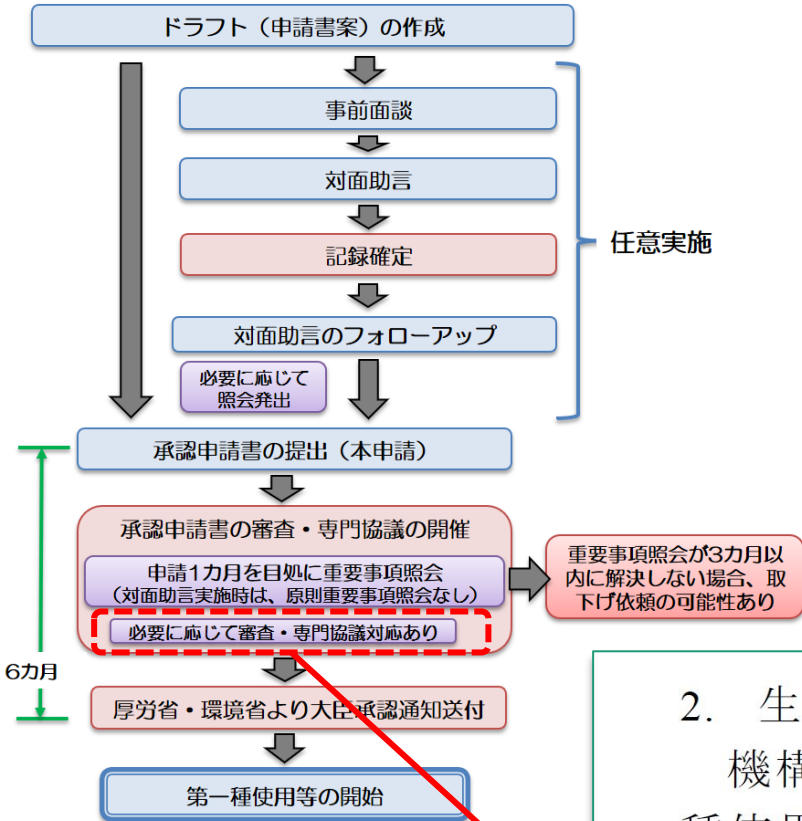 ドラフト（申請書案）の作成
事前面談
対面助言
記録確定
任意実施
対面助言のフォローアップ
必要に応じて
照会発出
承認申請書の提出（本申請）
承認申請書の審査・専門協議の開催
申請1カ月を目処に重要事項照会
（対面助言実施時は、原則重要事項照会なし）
必要に応じて審査・専門協議対応あり
重要事項照会が3カ月以
内に解決しない場合、取
下げ依頼の可能性あり
6カ月
厚労省・環境省より大臣承認通知送付
第一種使用等の開始
2. 生
機構